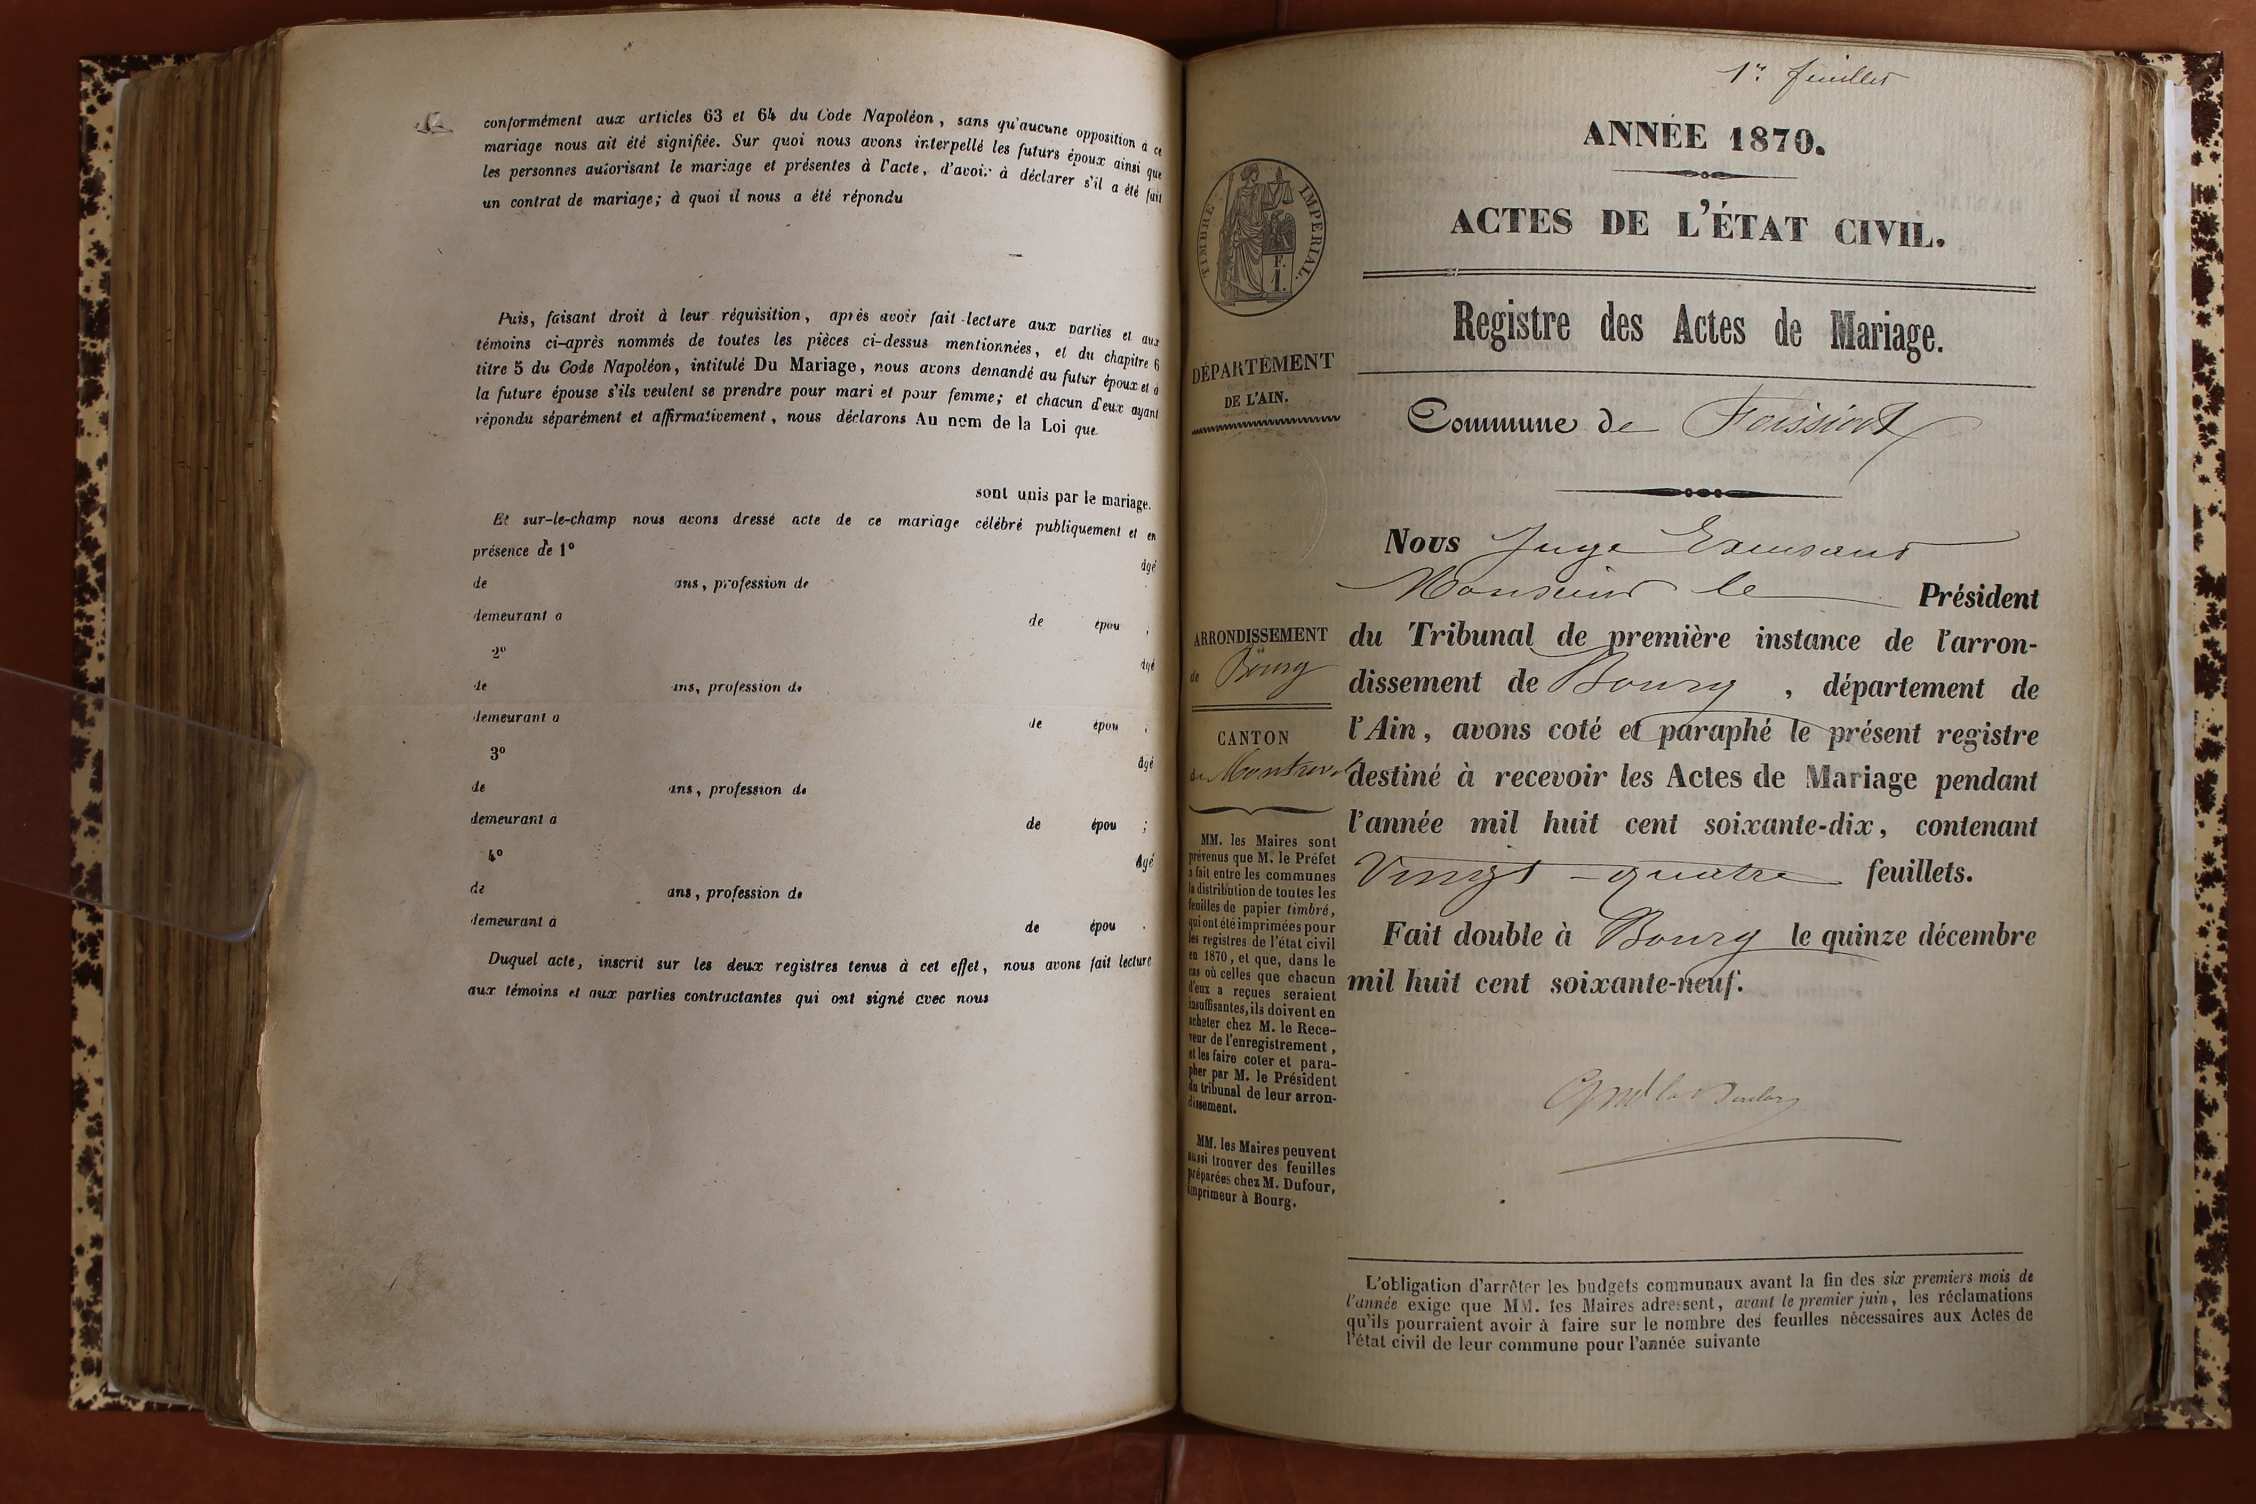 conformément aux articles 63 et 64 du Code Napoléon, sans qu'aucune opposition à ce
mariage nous ait été signifiée. Sur quoi nous avons interpellé les futurs époux ainsi que
les personnes autorisant le mariage et présentes à l'acte, d'avoir à déclarer s'il a été fait
un contrat de mariage; à quoi il nous a été répondu
Puis, faisant droit à leur réquisition, après avoir fait lecture aux parties et aux
témoins ci-après nommés de toutes les pièces ci-dessus mentionnées, et du chapitre 6
titre 5 du Code Napoléon, intitulé Du Mariage, nous avons demandé au futur époux et à
la future épouse s'ils veulent se prendre pour mari et pour femme; et chacun d'eux ayant
répondu séparément et affirmativement, nous déclarons Au nom de la Loi que
sont unis par le mariage.
Et sur-le-champ nous avons dressé acte de ce mariage célébré publiquement et en
présence de 1º
âgé
de ans, profession de
demeurant à de épou ;
2º
âgé
de ans, profession de
demeurant à de épou ;
3º
âgé
de ans, profession de
demeurant à de épou ;
4º
âgé
de ans, profession de
demeurant à de épou .
Duquel acte, inscrit sur les deux registres tenus à cet effet, nous avons fait lecture
aux témoins et aux parties contractantes qui ont signé avec nous
1er feuillet
ANNÉE 1870.
ACTES DE L'ÉTAT CIVIL.
Registre des Actes de Mariage.
Commune de Foissiat
TIMBRE IMPERIAL.
F.
1.
DÉPARTEMENT
DE L'AIN.
ARRONDISSEMENT
de Bourg
CANTON
de Montrevel
MM. les Maires sont
prévenus que M. le Préfet
a fait entre les communes
la distribution de toutes les
feuilles de papier timbré,
qui ont été imprimées pour
les registres de l'état civil
en 1870, et que, dans le
cas où celles que chacun
d'eux a reçues seraient
insuffisantes, ils doivent en
acheter chez M. le Rece-
veur de l'enregistrement,
et les faire coter et para-
pher par M. le Président
du tribunal de leur arron-
dissement.
MM. les Maires peuvent
aussi trouver des feuilles
préparées chez M. Dufour,
imprimeur à Bourg.
Nous Juge
Monsieur le Président
du Tribunal de première instance de l'arron-
dissement de Bourg, département de
l'Ain, avons coté et paraphé le présent registre
destiné à recevoir les Actes de Mariage pendant
l'année mil huit cent soixante-dix, contenant
Vingt-quatre feuillets.
Fait double à Bourg le quinze décembre
mil huit cent soixante-neuf.
L'obligation d'arrêter les budgets communaux avant la fin des six premiers mois de
l'année exige que MM. les Maires adressent, avant le premier juin, les réclamations
qu'ils pourraient avoir à faire sur le nombre des feuilles nécessaires aux Actes de
l'état civil de leur commune pour l'année suivante